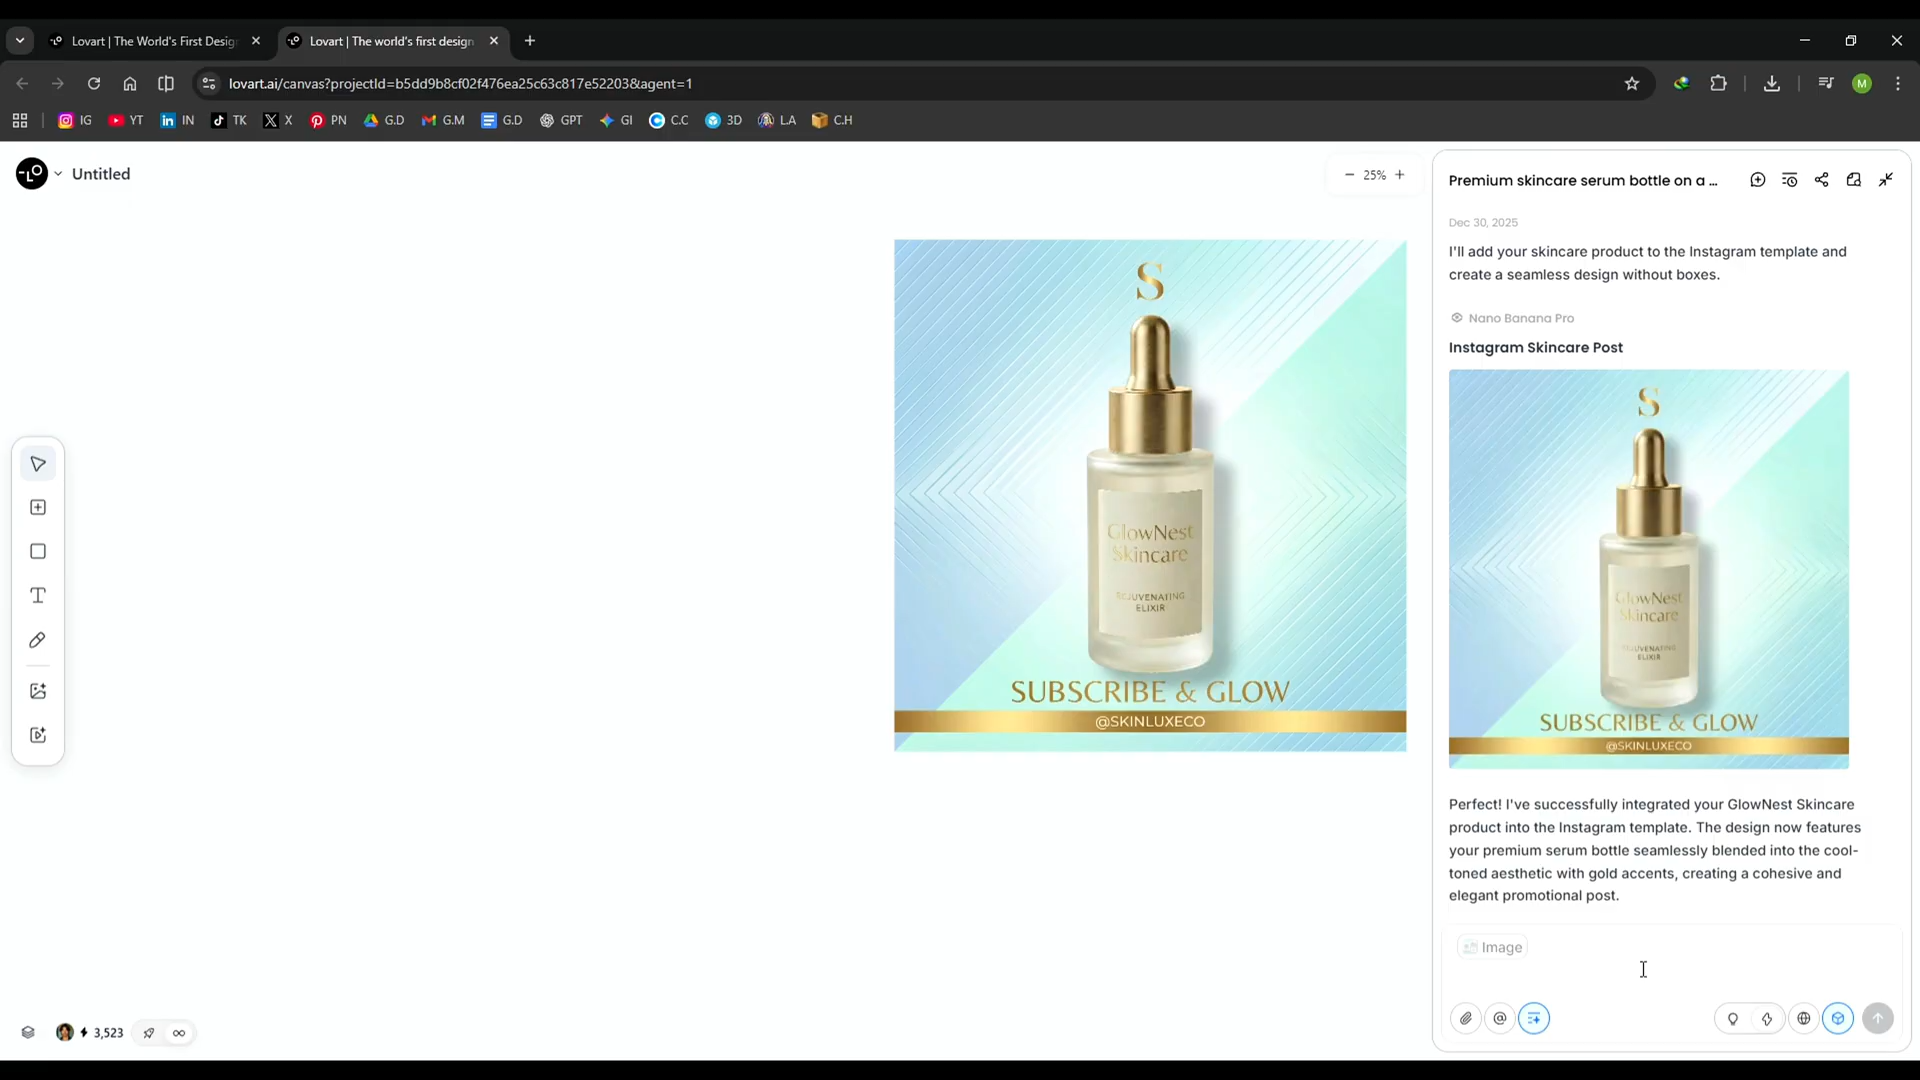 Lovart | The World's First Desig
Lovart | The world's first design
lovart.ai/canvas?projectId=b5dd9b8cf02f476ea25c63c817e52203&agent=1
M
IG
YT
IN
TK
X
PN
G.D
G.M
G.D
GPT
GI
C.C
3D
L.A
C.H
Untitled
25%
S
GlowNest
Skincare
REJUVENATING
ELIXIR
SUBSCRIBE & GLOW
@SKINLUXECO
3,523
Premium skincare serum bottle on a ...
Dec 30, 2025
I'll add your skincare product to the Instagram template and
create a seamless design without boxes.
Nano Banana Pro
Instagram Skincare Post
S
GlowNest
Skincare
REJUVENATING
ELIXIR
SUBSCRIBE & GLOW
@SKINLUXECO
Perfect! I've successfully integrated your GlowNest Skincare
product into the Instagram template. The design now features
your premium serum bottle seamlessly blended into the cool-
toned aesthetic with gold accents, creating a cohesive and
elegant promotional post.
Image